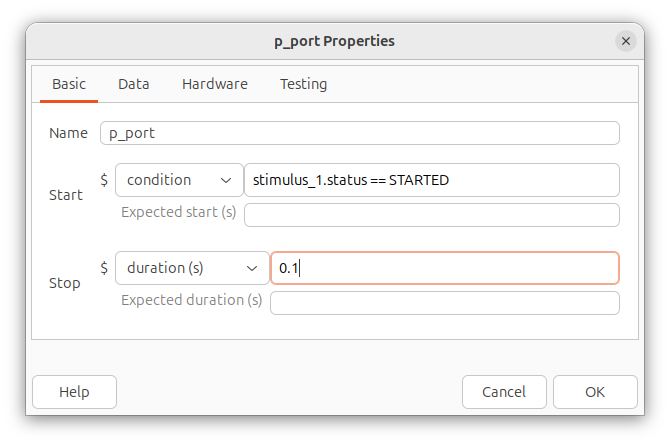 p_port Properties
Basic Data Hardware Testing
Name p_port
Start $ condition stimulus_1.status == STARTED
Expected start (s)
Stop $ duration (s) 0.1
Expected duration (s)
Help Cancel OK